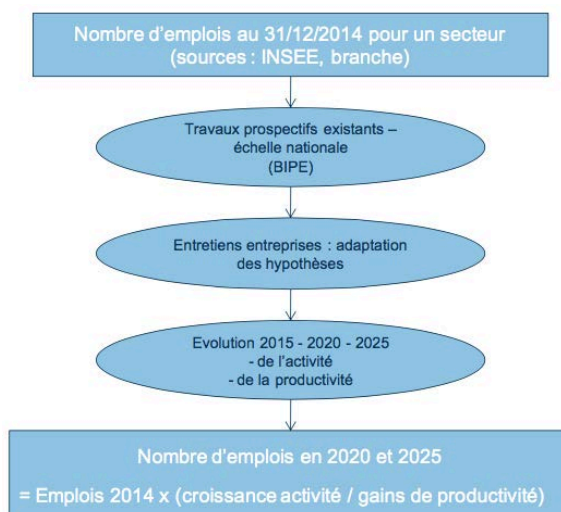 Nombre d'emplois au 31/12/2014 pour un secteur
(sources : INSEE, branche)
Travaux prospectifs existants –
échelle nationale
(BIPE)
Entretiens entreprises : adaptation
des hypothèses
Evolution 2015 - 2020 - 2025
- de l'activité
- de la productivité
Nombre d'emplois en 2020 et 2025
= Emplois 2014 x (croissance activité / gains de productivité)